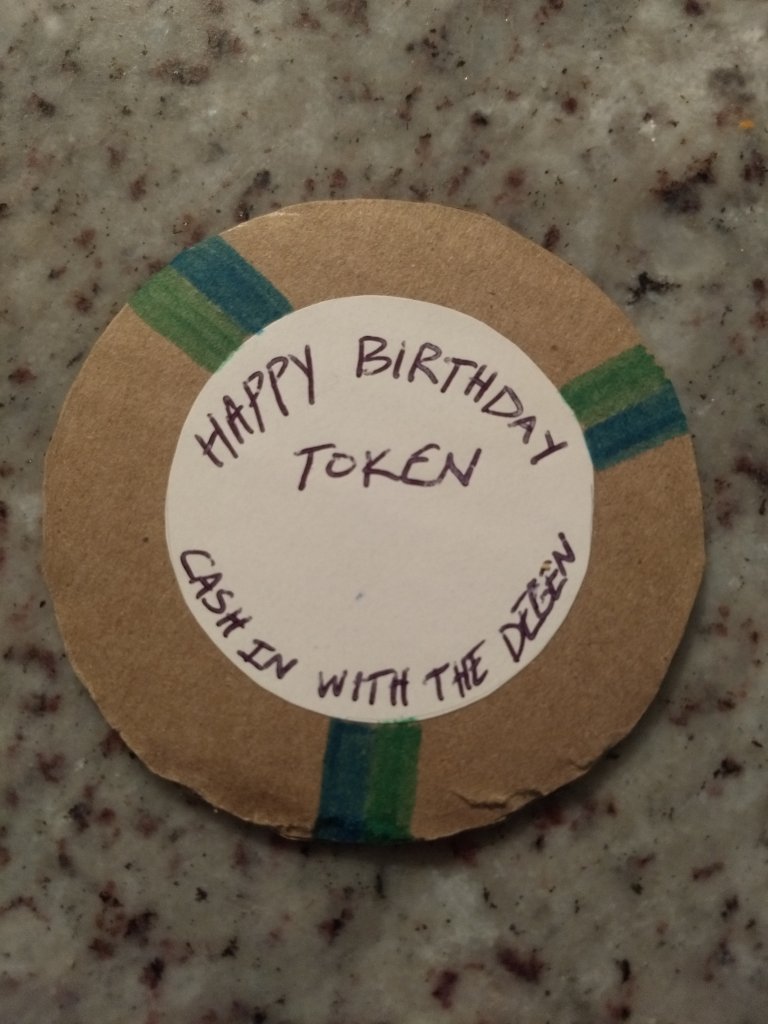 HAPPY BIRTHDAY
TOKEN
CASH IN WITH THE DEGEN